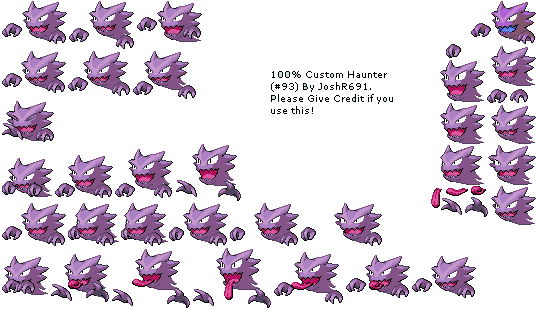 100% Custom Haunter
(#93) By JoshR691.
Please Give Credit if you
use this!